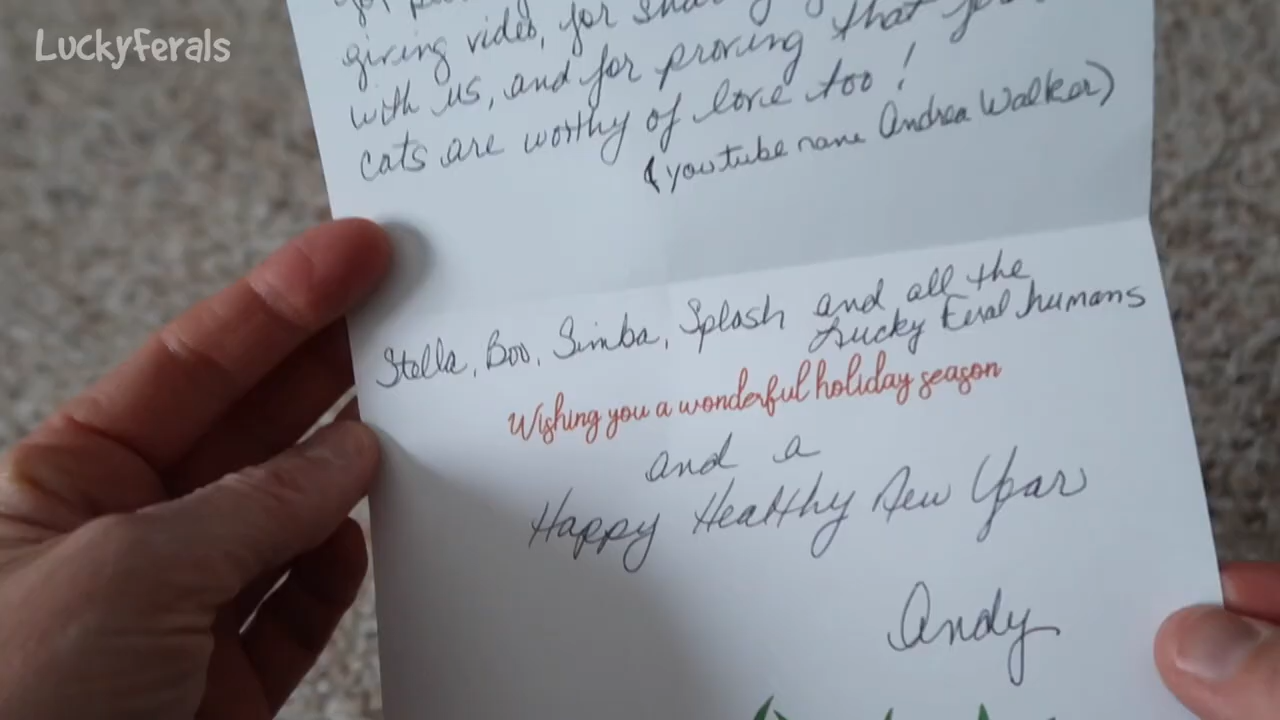 LuckyFerals
giving video, for
with us, and for proving that
cats are worthy of love too!
(youtube name Andrea Walker)
Stella, Boo, Simba, Splash and all the
Lucky Feral humans
Wishing you a wonderful holiday season
and a
Happy Healthy New Year
Andy